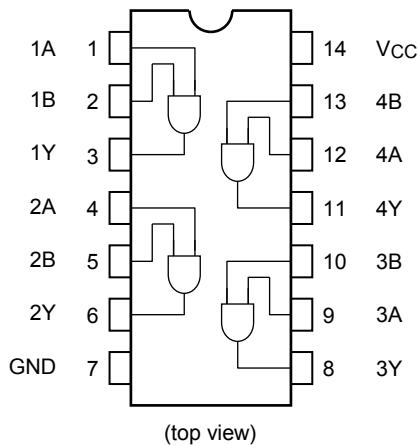 1A 1 14 VCC
1B 2 13 4B
1Y 3 12 4A
2A 4 11 4Y
2B 5 10 3B
2Y 6 9 3A
GND 7 8 3Y
(top view)